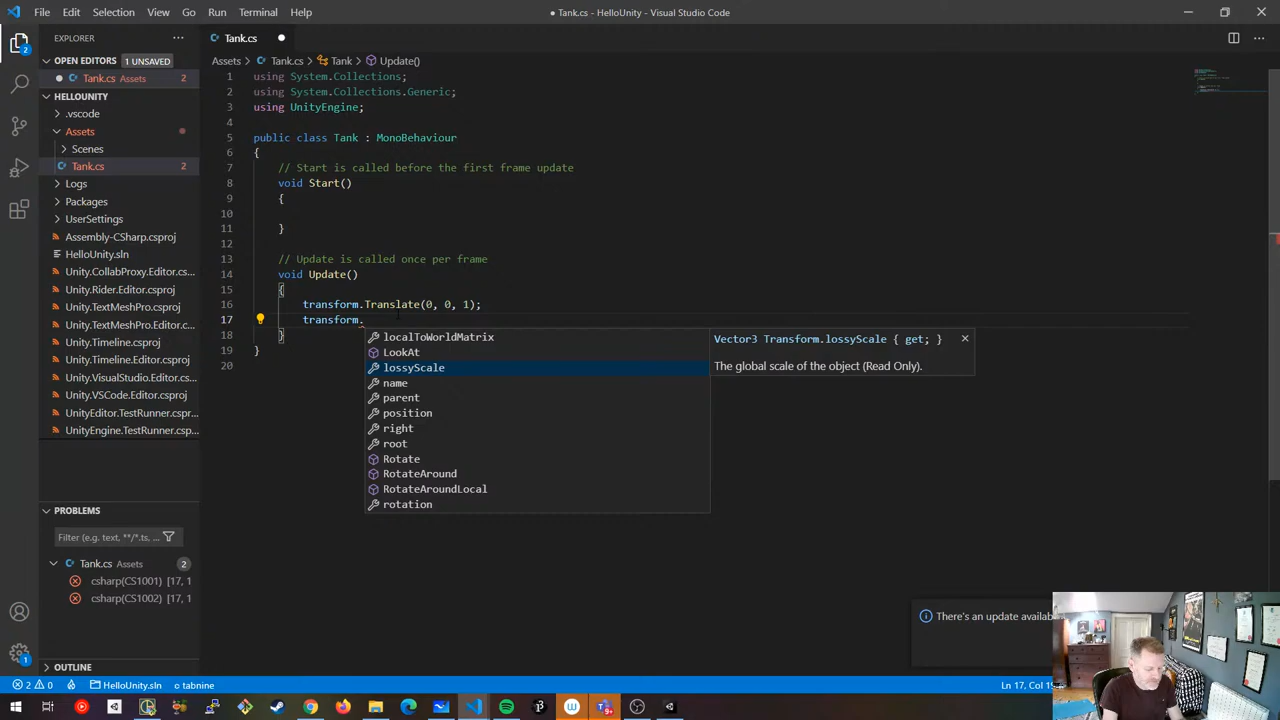 File Edit Selection View Go Run Terminal Help
● Tank.cs - HelloUnity - Visual Studio Code
EXPLORER
Tank.cs
OPEN EDITORS 1 UNSAVED
Assets > Tank.cs > Tank > Update()
Tank.cs Assets 2
HELLOUNITY
.vscode
Assets
Scenes
Tank.cs 2
Logs
Packages
UserSettings
Assembly-CSharp.csproj
HelloUnity.sln
Unity.CollabProxy.Editor.cs...
Unity.Rider.Editor.csproj
Unity.TextMeshPro.Editor.c...
Unity.TextMeshPro.csproj
Unity.Timeline.csproj
Unity.Timeline.Editor.csproj
Unity.VisualStudio.Editor.c...
Unity.VSCode.Editor.csproj
UnityEditor.TestRunner.csp...
UnityEngine.TestRunner.csp...
1 using System.Collections;
2 using System.Collections.Generic;
3 using UnityEngine;
4
5 public class Tank : MonoBehaviour
6 {
7 // Start is called before the first frame update
8 void Start()
9 {
10
11 }
12
13 // Update is called once per frame
14 void Update()
15 {
16 transform.Translate(0, 0, 1);
17 transform.
18 }
19 }
20
localToWorldMatrix
LookAt
lossyScale
name
parent
position
right
root
Rotate
RotateAround
RotateAroundLocal
rotation
Vector3 Transform.lossyScale { get; }
The global scale of the object (Read Only).
PROBLEMS
Filter (e.g. text, **/*.ts, ...
Tank.cs Assets 2
csharp(CS1001) [17, 1
csharp(CS1002) [17, 1
OUTLINE
There's an update availab
2 0 HelloUnity.sln tabnine
Ln 17, Col 15